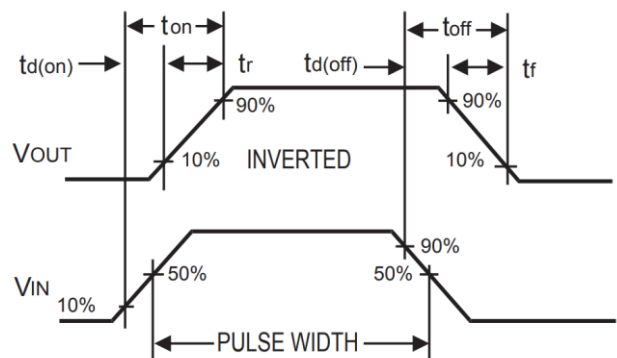 ton toff
td(on) tr td(off) tf
90% 90%
VOUT 10% INVERTED 10%
90%
VIN 50% 50%
10%
PULSE WIDTH